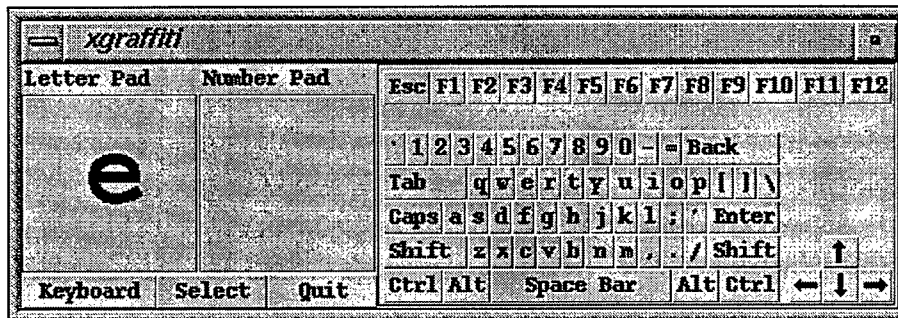 xgraffiti
Letter Pad Number Pad
e
Keyboard Select Quit
Esc F1 F2 F3 F4 F5 F6 F7 F8 F9 F10 F11 F12
` 1 2 3 4 5 6 7 8 9 0 - = Back
Tab q w e r t y u i o p [ ] \
Caps a s d f g h j k l ; ' Enter
Shift z x c v b n m , . / Shift ↑
Ctrl Alt Space Bar Alt Ctrl ← ↓ →